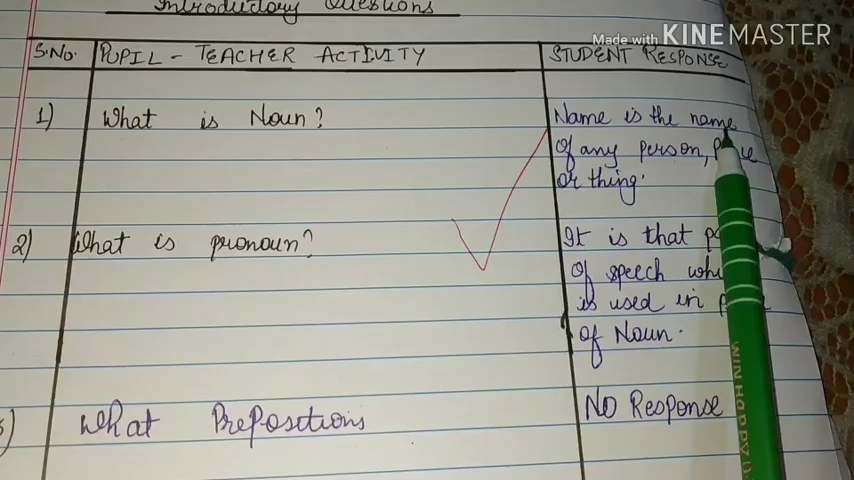 Introductory Questions
Made with KINEMASTER
S.No. PUPIL - TEACHER ACTIVITY STUDENT RESPONSE
1) What is Noun? Name is the name
of any person,
or thing.
2) What is pronoun? It is that
of speech
is used in
of Noun.
What Prepositions NO Response